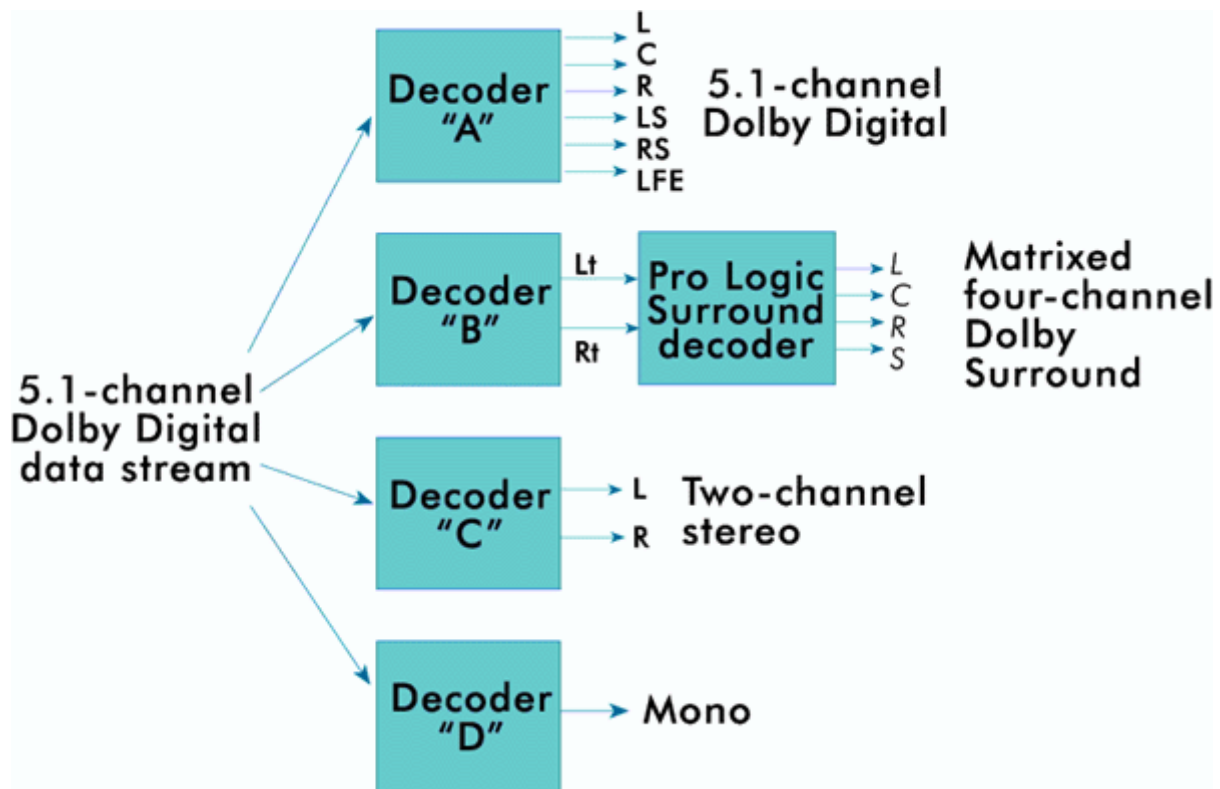 5.1-channel
Dolby Digital
data stream
Decoder
"A"
L
C
R
LS
RS
LFE
5.1-channel
Dolby Digital
Decoder
"B"
Lt
Rt
Pro Logic
Surround
decoder
L
C
R
S
Matrixed
four-channel
Dolby
Surround
Decoder
"C"
L
R
Two-channel
stereo
Decoder
"D"
Mono